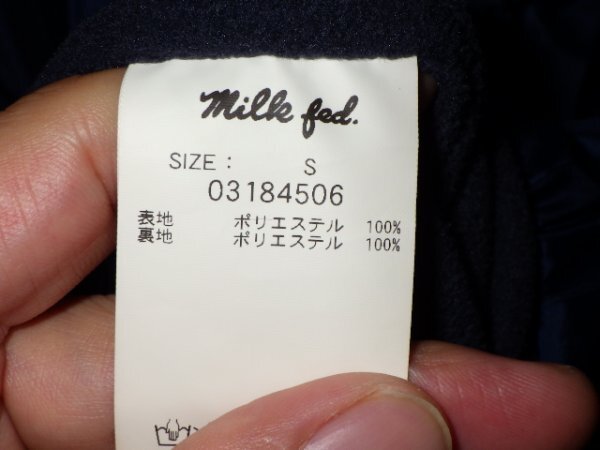 Milk fed.
SIZE : S
03184506
表地 ポリエステル 100%
裏地 ポリエステル 100%